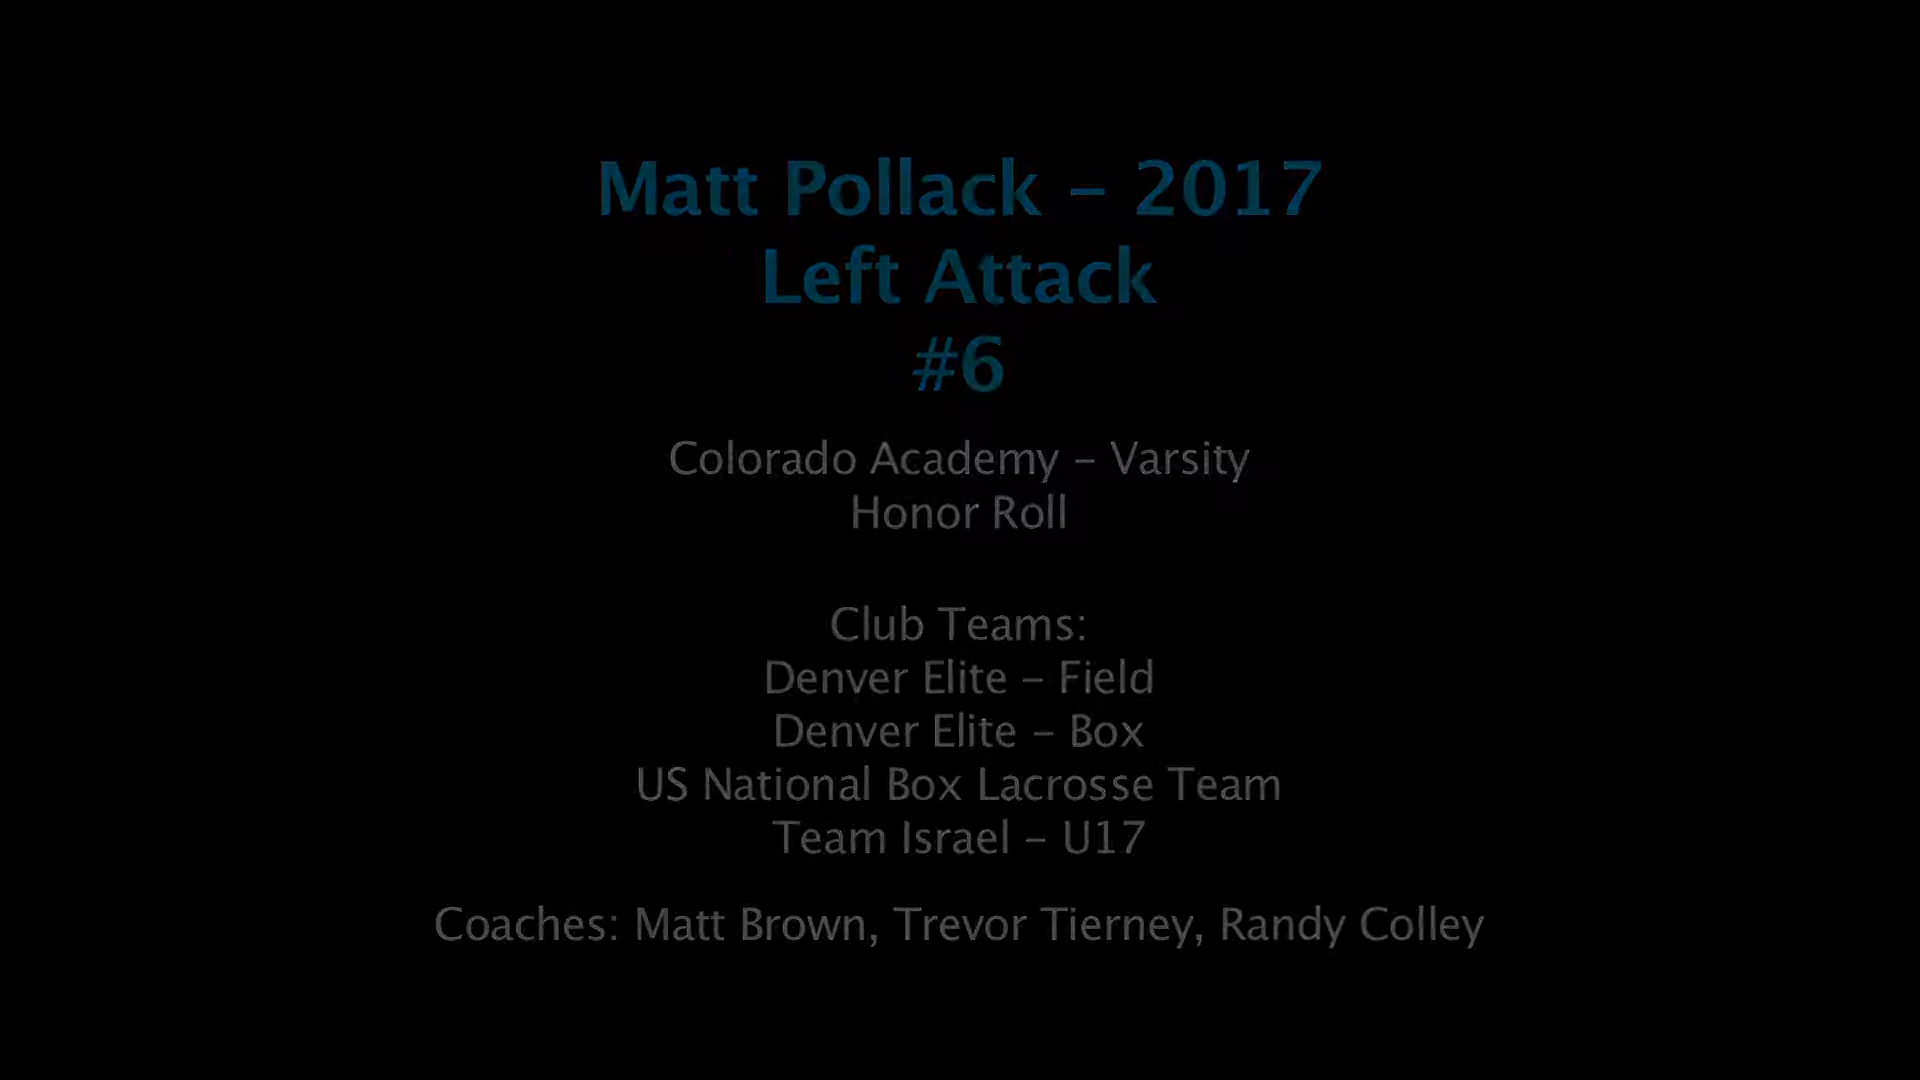 Matt Pollack - 2017
Left Attack
#6
Colorado Academy - Varsity
Honor Roll
Club Teams:
Denver Elite - Field
Denver Elite - Box
US National Box Lacrosse Team
Team Israel - U17
Coaches: Matt Brown, Trevor Tierney, Randy Colley